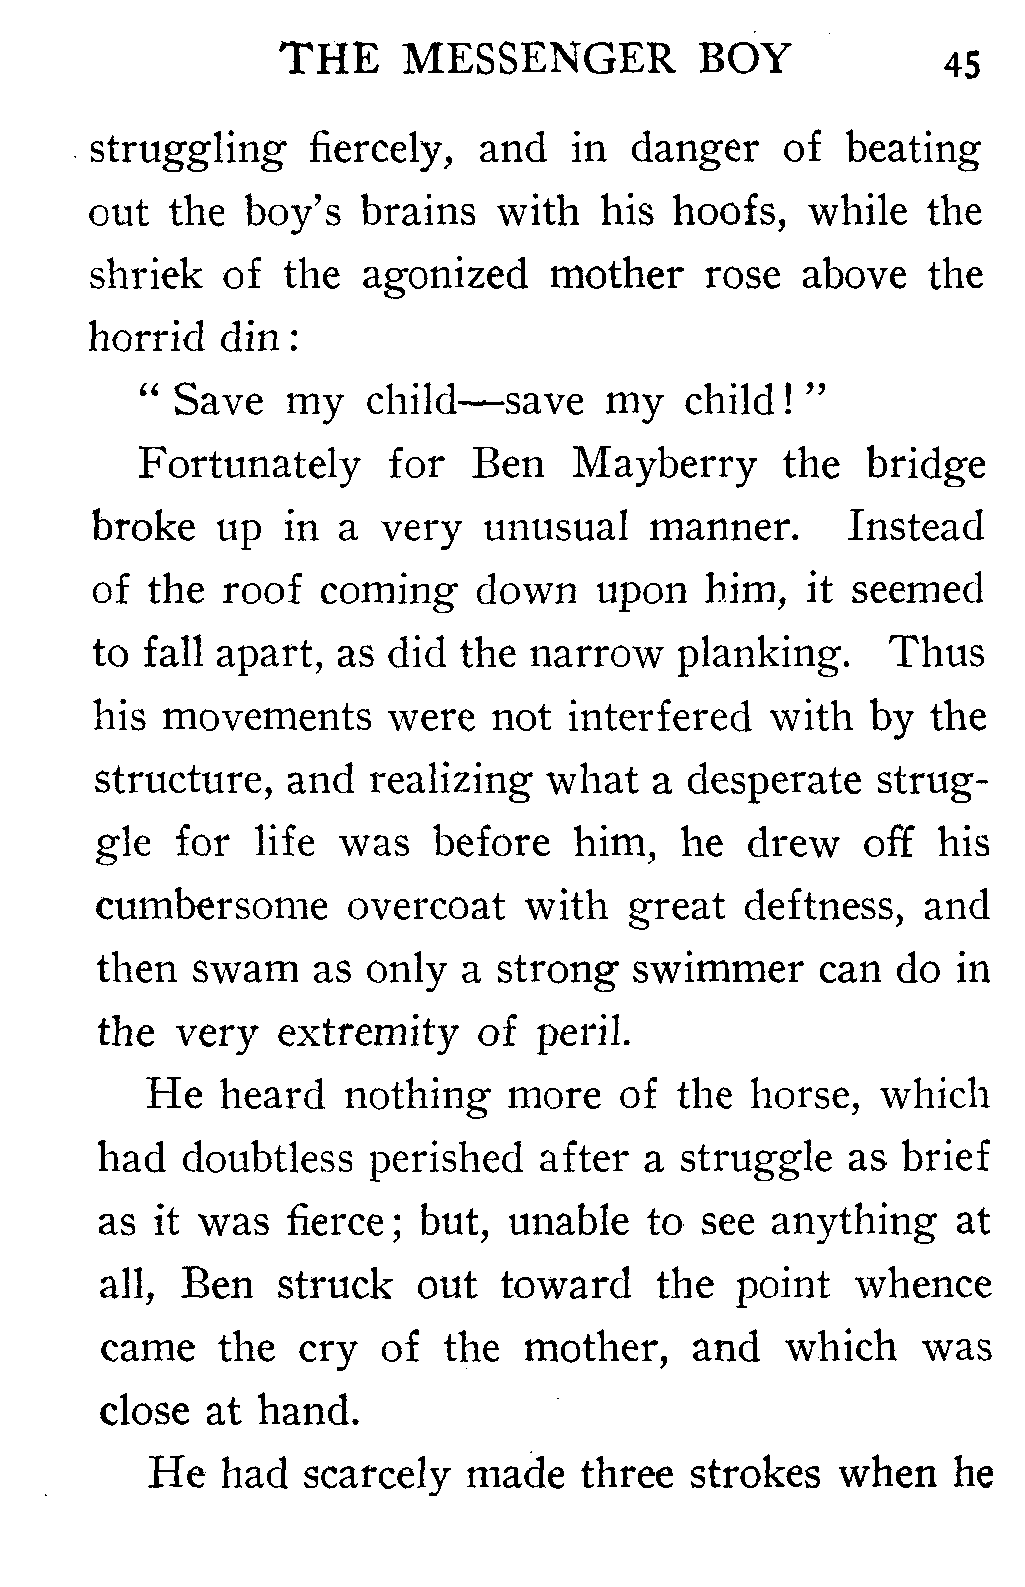 THE MESSENGER BOY 45
struggling fiercely, and in danger of beating
out the boy's brains with his hoofs, while the
shriek of the agonized mother rose above the
horrid din:
" Save my child—save my child! "
Fortunately for Ben Mayberry the bridge
broke up in a very unusual manner. Instead
of the roof coming down upon him, it seemed
to fall apart, as did the narrow planking. Thus
his movements were not interfered with by the
structure, and realizing what a desperate strug-
gle for life was before him, he drew off his
cumbersome overcoat with great deftness, and
then swam as only a strong swimmer can do in
the very extremity of peril.
He heard nothing more of the horse, which
had doubtless perished after a struggle as brief
as it was fierce; but, unable to see anything at
all, Ben struck out toward the point whence
came the cry of the mother, and which was
close at hand.
He had scarcely made three strokes when he